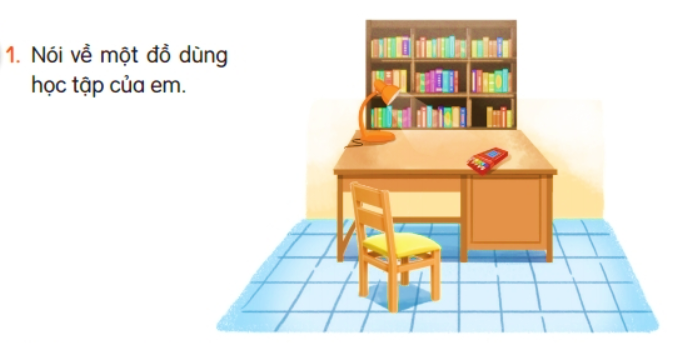 1. Nói về một đồ dùng
học tập của em.